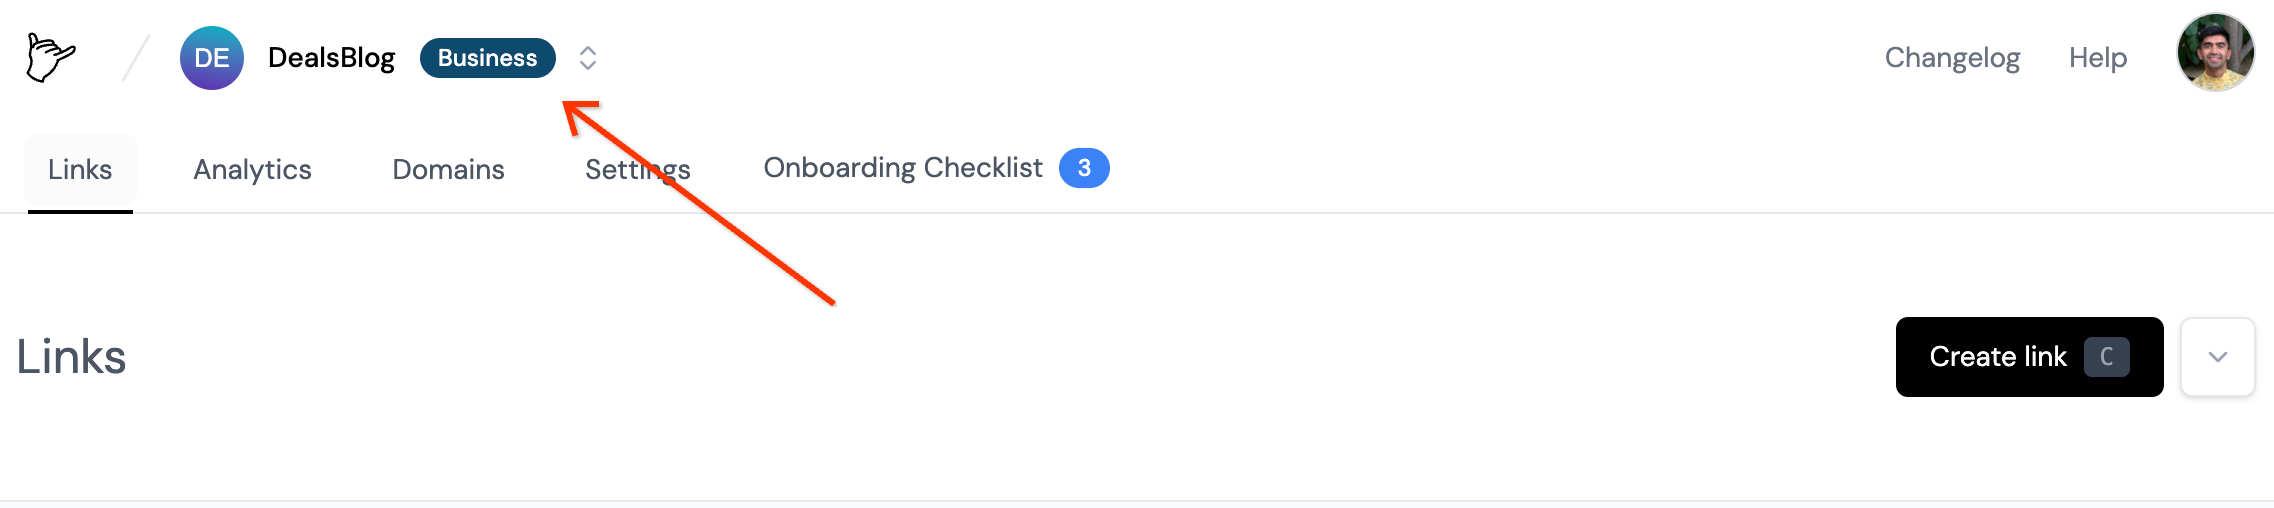 DE DealsBlog Business Changelog Help
Links Analytics Domains Settings Onboarding Checklist 3
Links Create link C